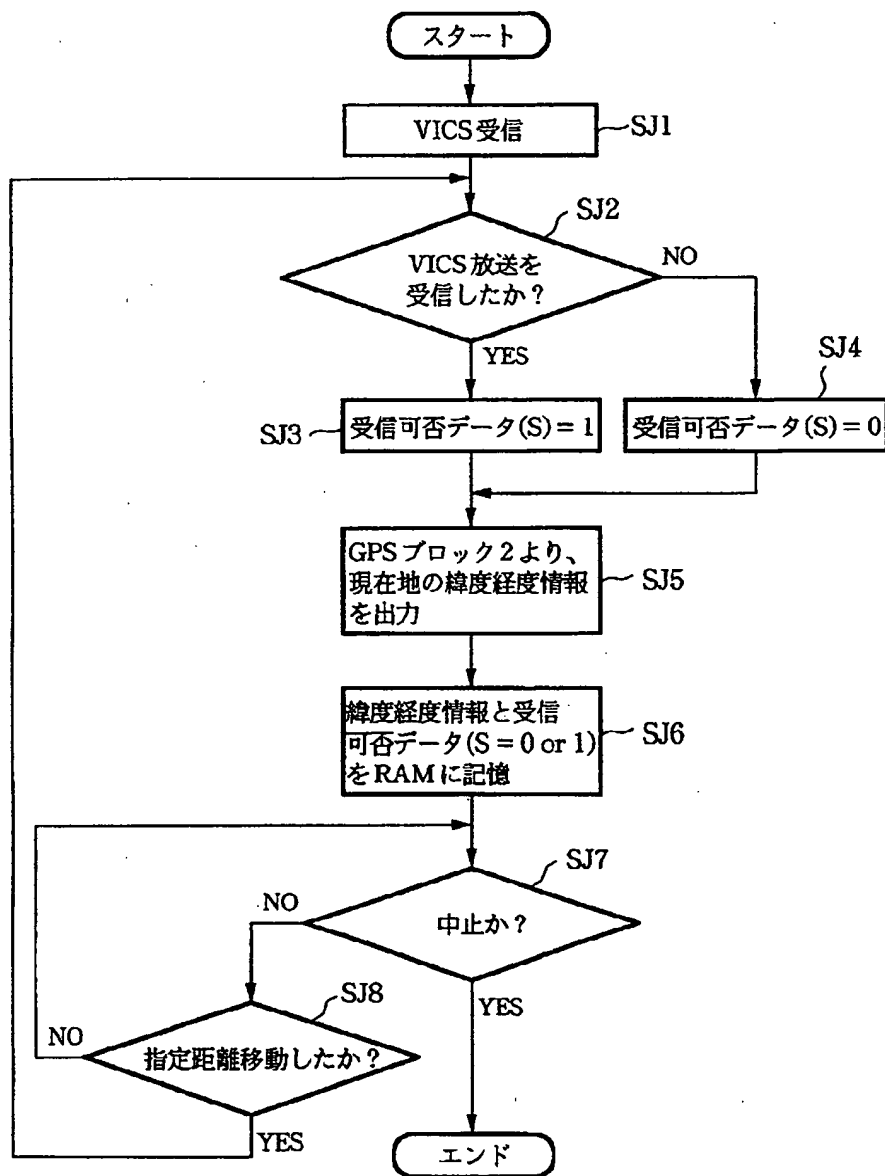 スタート
VICS受信
SJ1
SJ2
VICS放送を
受信したか？
NO
YES
SJ4
SJ3
受信可否データ(S)＝1
受信可否データ(S)＝0
GPSブロック2より、
現在地の緯度経度情報
を出力
SJ5
緯度経度情報と受信
可否データ(S＝0 or 1)
をRAMに記憶
SJ6
SJ7
中止か？
NO
YES
SJ8
指定距離移動したか？
NO
YES
エンド